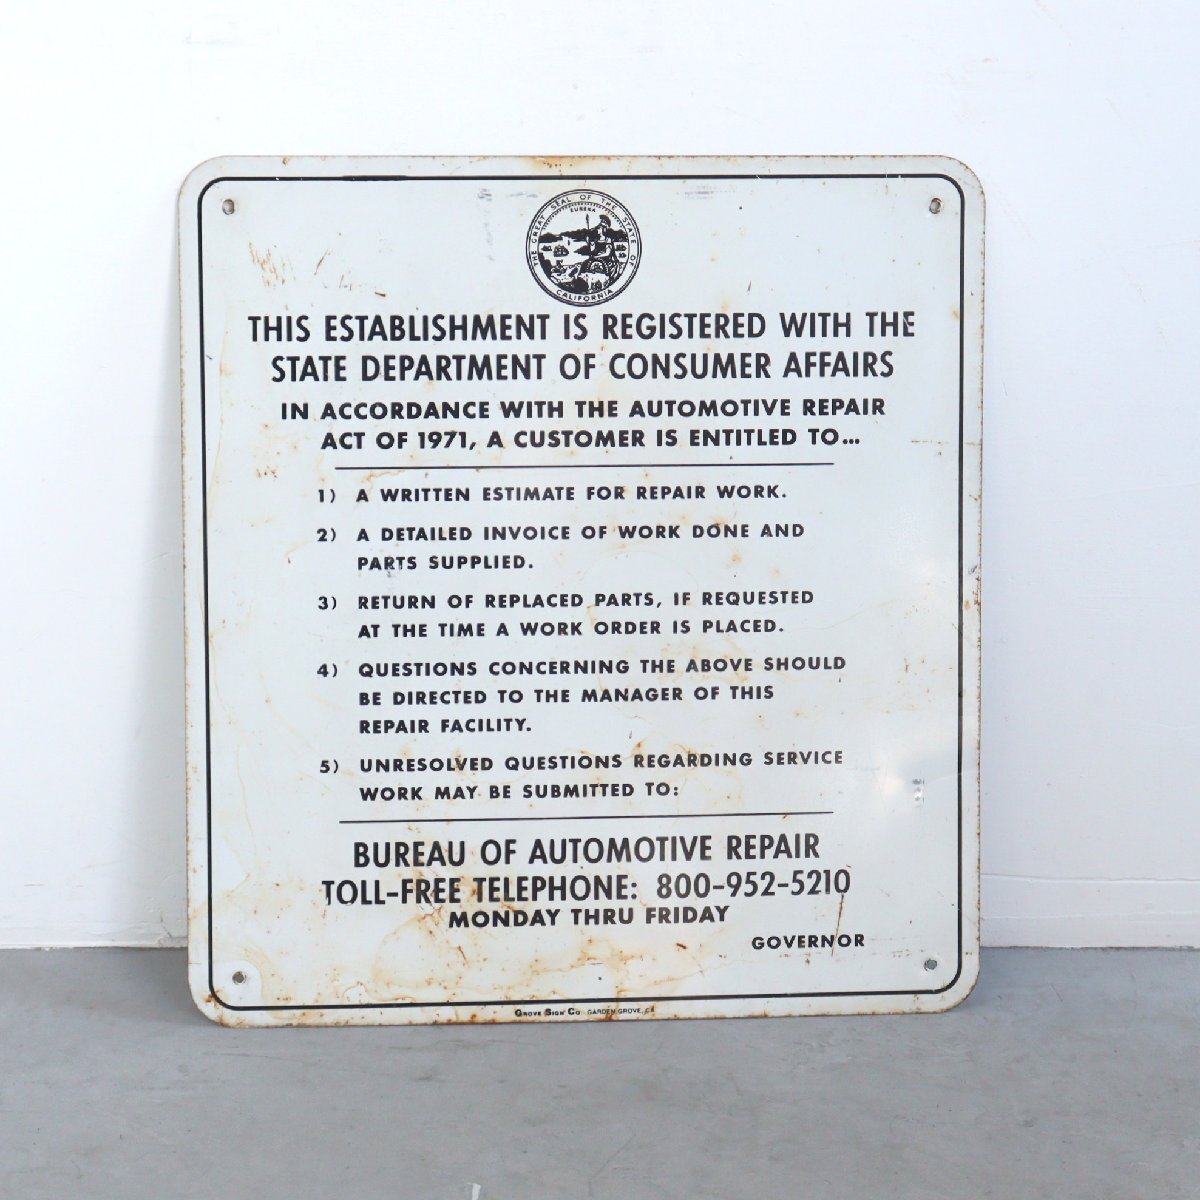 THE GREAT SEAL OF THE STATE OF CALIFORNIA
EUREKA
THIS ESTABLISHMENT IS REGISTERED WITH THE
STATE DEPARTMENT OF CONSUMER AFFAIRS
IN ACCORDANCE WITH THE AUTOMOTIVE REPAIR
ACT OF 1971, A CUSTOMER IS ENTITLED TO...
1) A WRITTEN ESTIMATE FOR REPAIR WORK.
2) A DETAILED INVOICE OF WORK DONE AND
PARTS SUPPLIED.
3) RETURN OF REPLACED PARTS, IF REQUESTED
AT THE TIME A WORK ORDER IS PLACED.
4) QUESTIONS CONCERNING THE ABOVE SHOULD
BE DIRECTED TO THE MANAGER OF THIS
REPAIR FACILITY.
5) UNRESOLVED QUESTIONS REGARDING SERVICE
WORK MAY BE SUBMITTED TO:
BUREAU OF AUTOMOTIVE REPAIR
TOLL-FREE TELEPHONE: 800-952-5210
MONDAY THRU FRIDAY
GOVERNOR
GROVE SIGN CO. GARDEN GROVE, CA